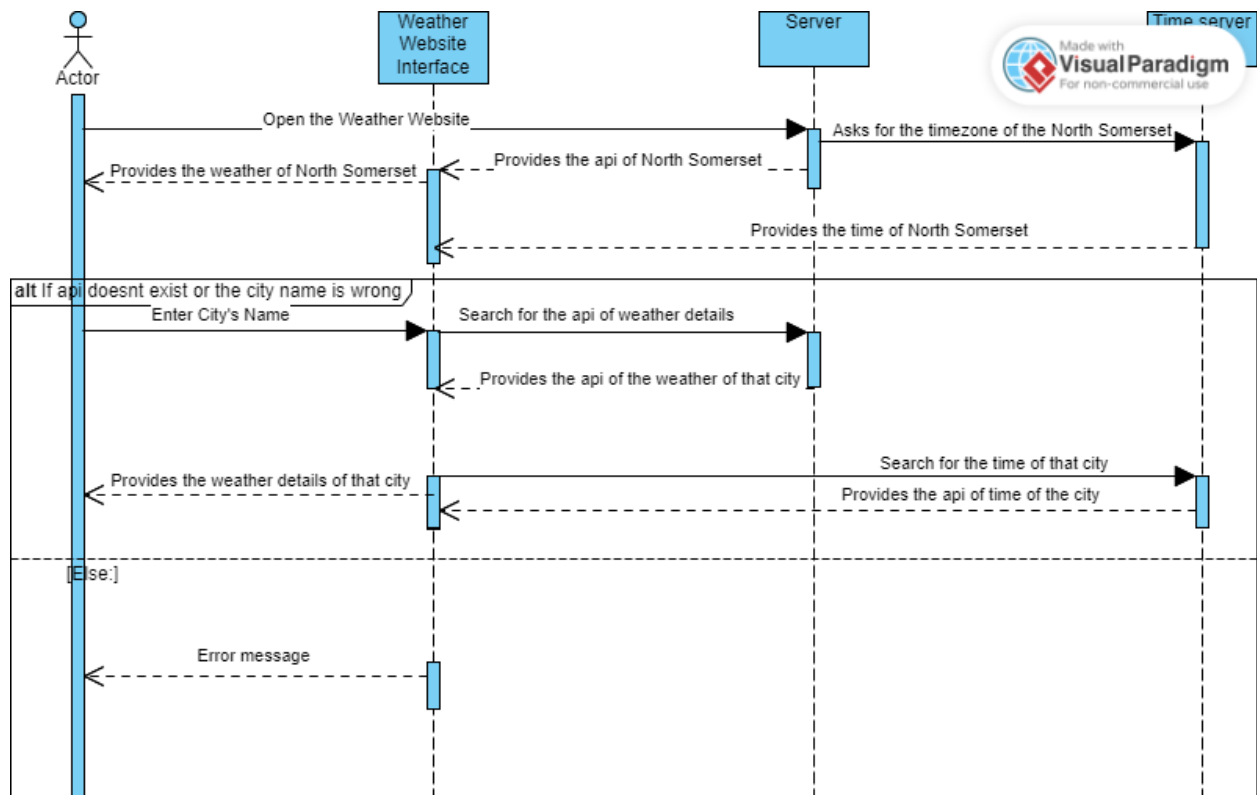 Weather
Website
Interface
Server
Time server
Actor
Made with
Visual Paradigm
For non-commercial use
Open the Weather Website
Asks for the timezone of the North Somerset
Provides the api of North Somerset
Provides the weather of North Somerset
Provides the time of North Somerset
alt If api doesnt exist or the city name is wrong
Enter City's Name
Search for the api of weather details
Provides the api of the weather of that city
Search for the time of that city
Provides the weather details of that city
Provides the api of time of the city
[Else:]
Error message